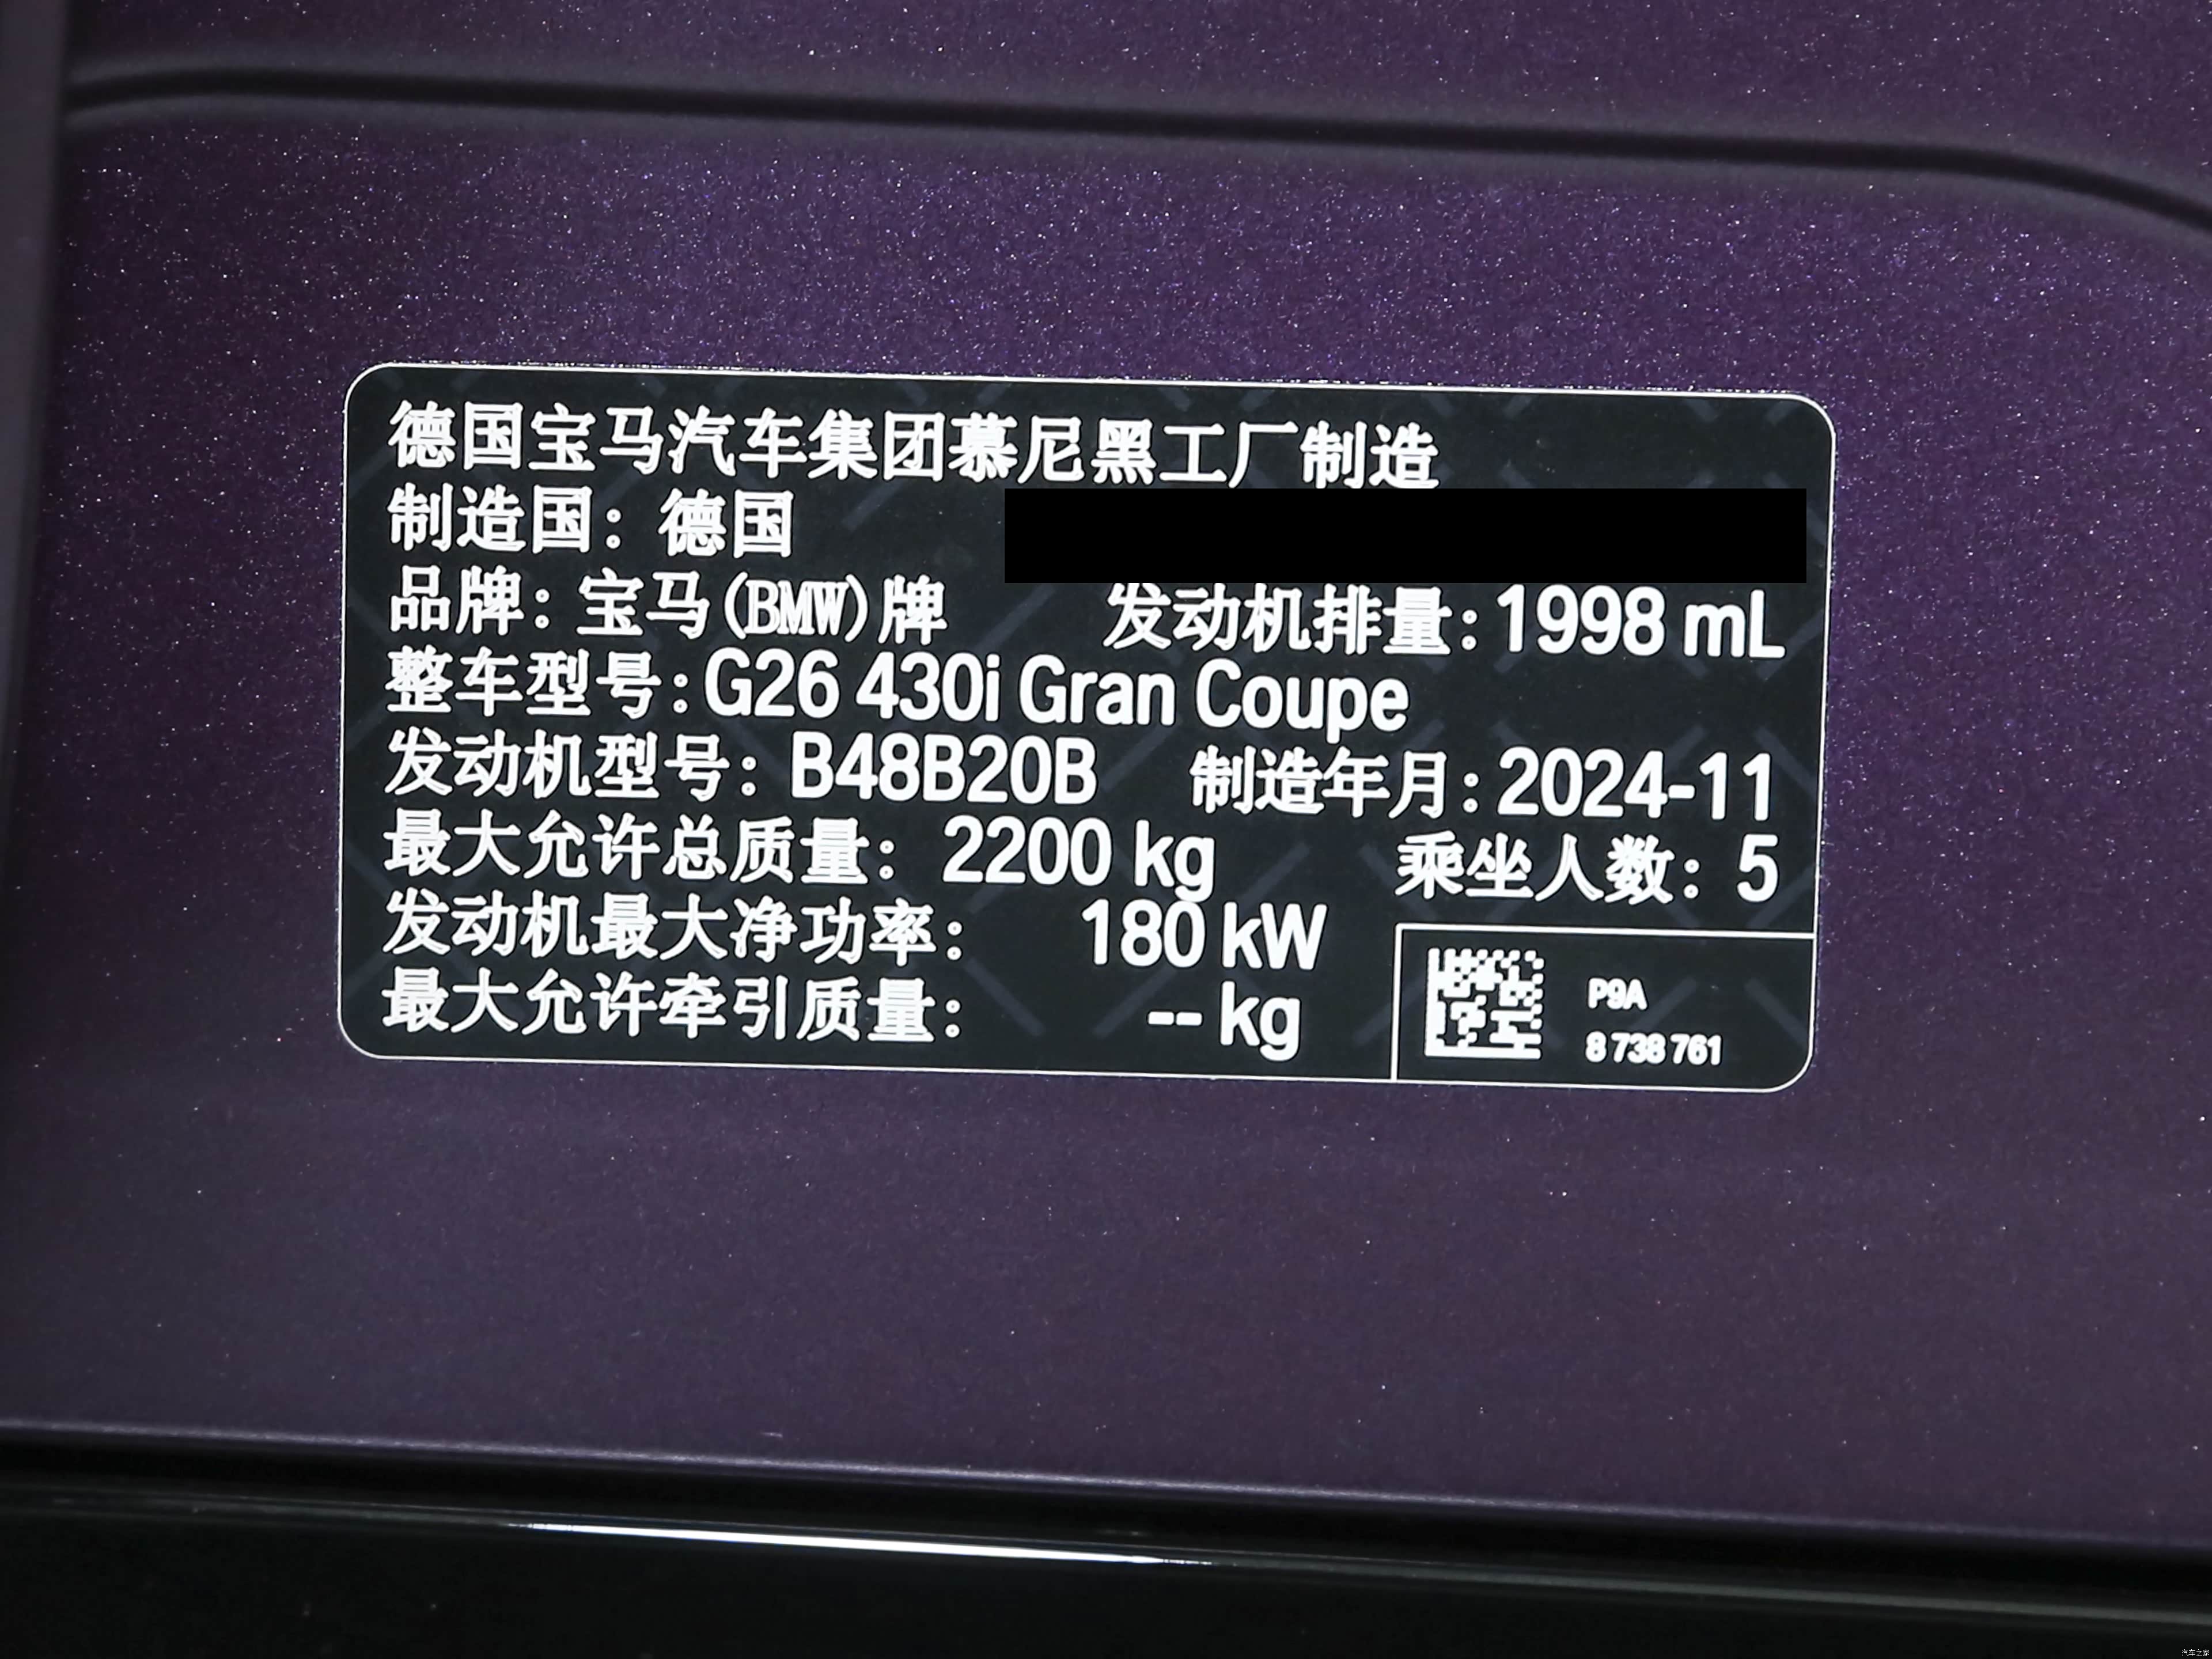 德国宝马汽车集团慕尼黑工厂制造
制造国：德国
品牌：宝马(BMW)牌 发动机排量：1998 mL
整车型号：G26 430i Gran Coupe
发动机型号：B48B20B 制造年月：2024-11
最大允许总质量：2200 kg 乘坐人数：5
发动机最大净功率：180 kW
最大允许牵引质量：-- kg
P9A
8 738 761
汽车之家